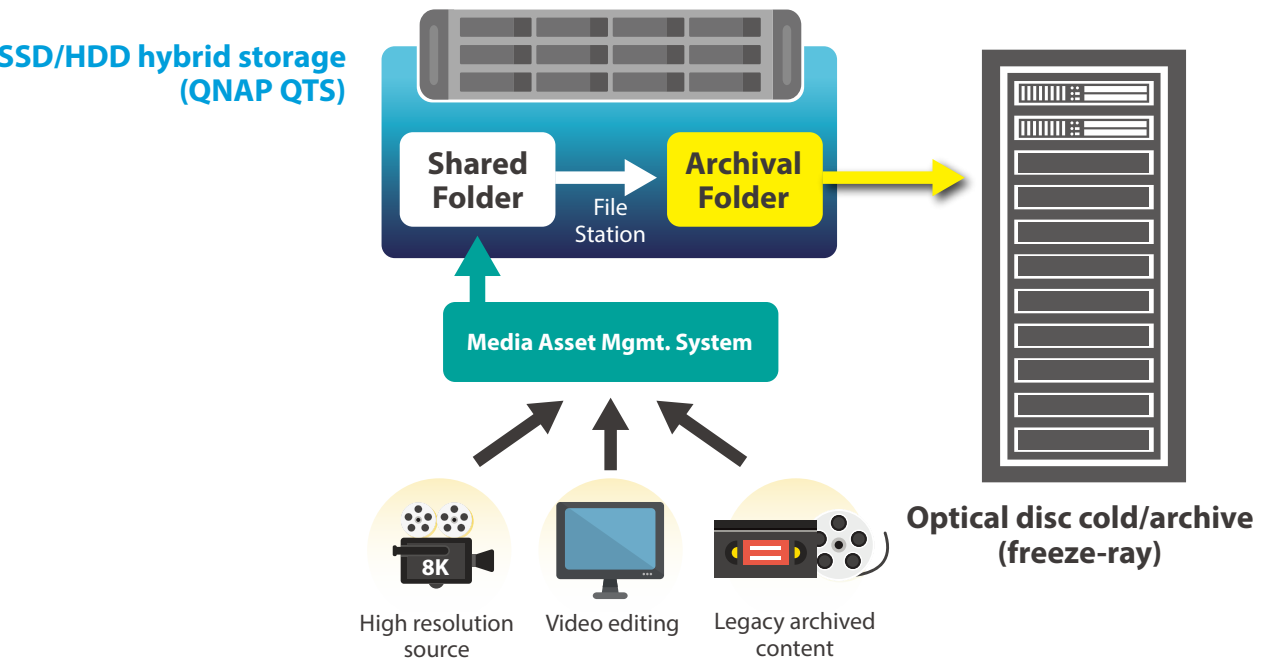 SSD/HDD hybrid storage
(QNAP QTS)
Shared
Folder
File
Station
Archival
Folder
Media Asset Mgmt. System
8K
High resolution
source
Video editing
Legacy archived
content
Optical disc cold/archive
(freeze-ray)